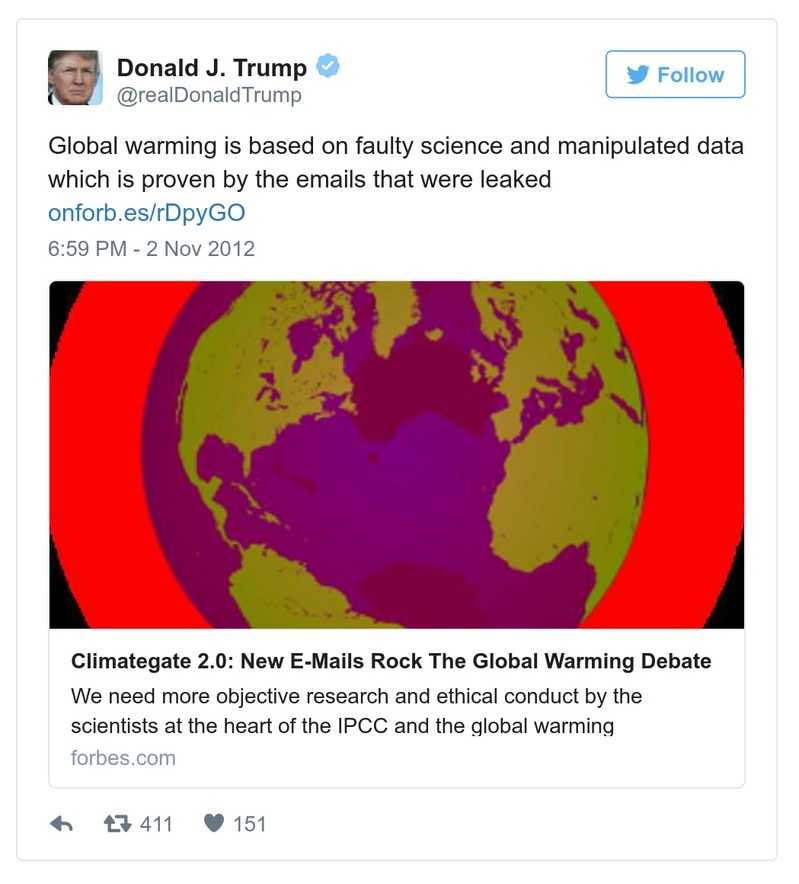 Donald J. Trump
@realDonaldTrump
Follow
Global warming is based on faulty science and manipulated data
which is proven by the emails that were leaked
onforb.es/rDpyGO
6:59 PM - 2 Nov 2012
Climategate 2.0: New E-Mails Rock The Global Warming Debate
We need more objective research and ethical conduct by the
scientists at the heart of the IPCC and the global warming
forbes.com
411
151